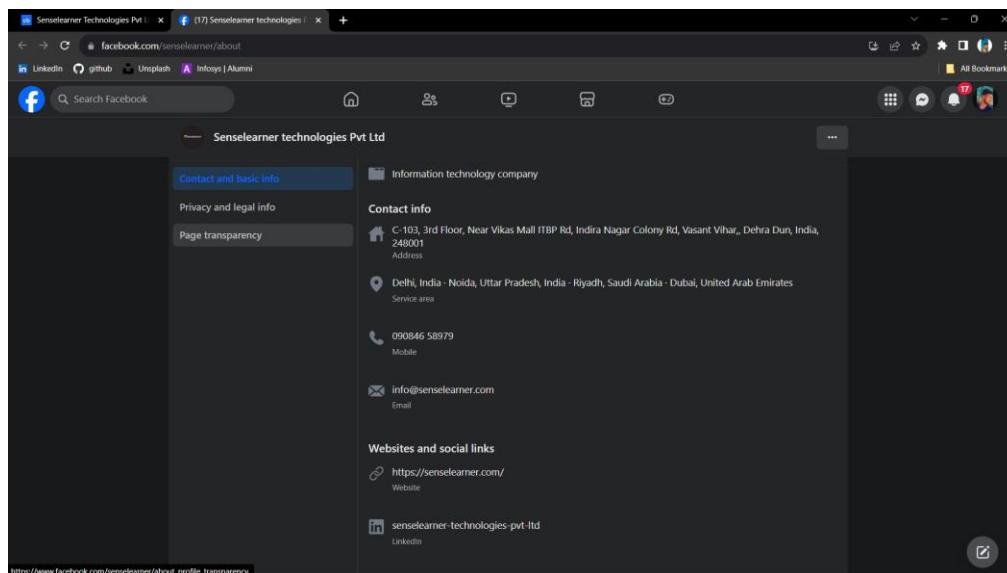 Senselearner Technologies Pvt L
(17) Senselearner technologies P
facebook.com/senselearner/about
LinkedIn
github
Unsplash
Infosys | Alumni
All Bookmark
Search Facebook
17
Senselearner technologies Pvt Ltd
Contact and basic info
Privacy and legal info
Page transparency
Information technology company
Contact info
C-103, 3rd Floor, Near Vikas Mall ITBP Rd, Indira Nagar Colony Rd, Vasant Vihar,, Dehra Dun, India,
248001
Address
Delhi, India · Noida, Uttar Pradesh, India · Riyadh, Saudi Arabia · Dubai, United Arab Emirates
Service area
090846 58979
Mobile
info@senselearner.com
Email
Websites and social links
https://senselearner.com/
Website
senselearner-technologies-pvt-ltd
LinkedIn
https://www.facebook.com/senselearner/about_profile_transparency